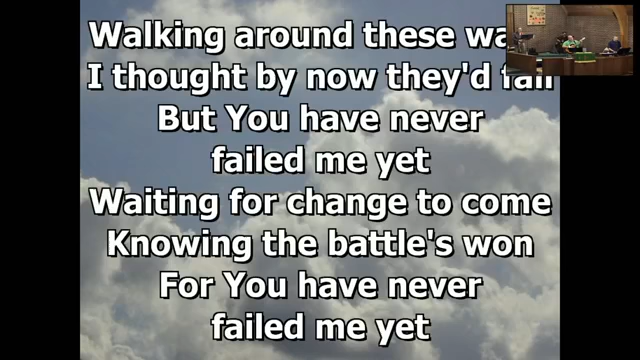 Walking around these
I thought by now they'd fall
But You have never
failed me yet
Waiting for change to come
Knowing the battle's won
For You have never
failed me yet